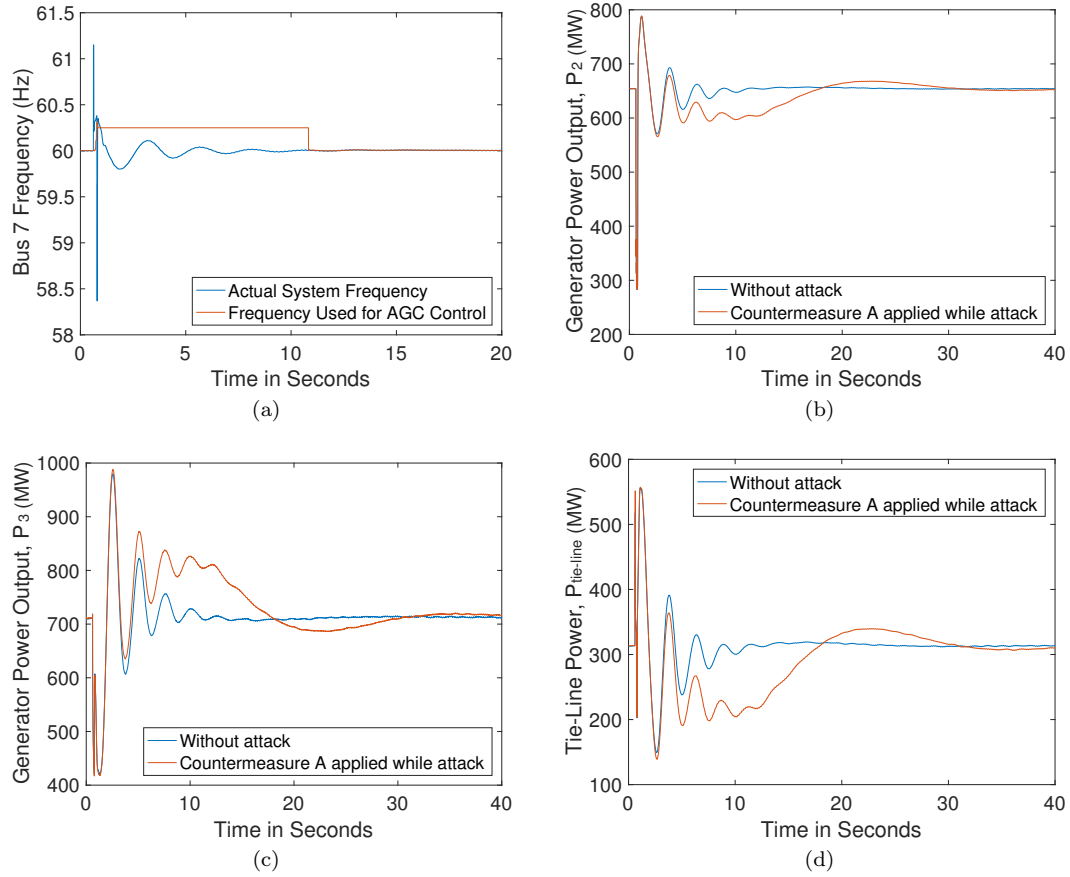 61.5
61
60.5
60
59.5
59
58.5
58
Bus 7 Frequency (Hz)
Actual System Frequency
Frequency Used for AGC Control
0 5 10 15 20
Time in Seconds
(a)
800
700
600
500
400
300
200
Generator Power Output, P2 (MW)
Without attack
Countermeasure A applied while attack
0 10 20 30 40
Time in Seconds
(b)
1000
900
800
700
600
500
400
Generator Power Output, P3 (MW)
Without attack
Countermeasure A applied while attack
0 10 20 30 40
Time in Seconds
(c)
600
500
400
300
200
100
Tie-Line Power, Ptie-line (MW)
Without attack
Countermeasure A applied while attack
0 10 20 30 40
Time in Seconds
(d)